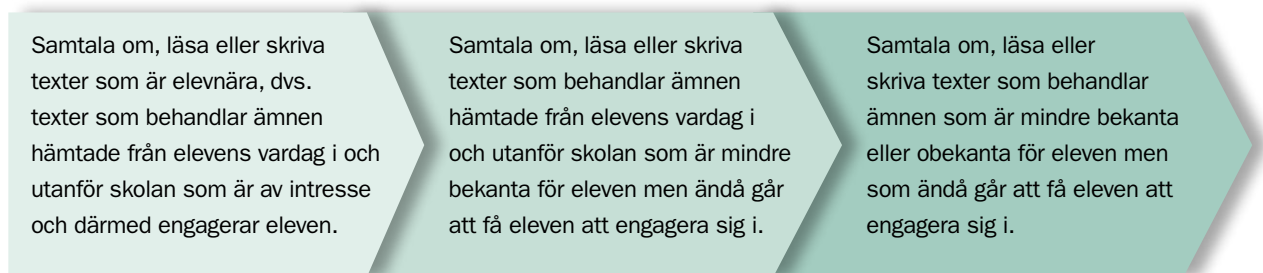 Samtala om, läsa eller skriva
texter som är elevnära, dvs.
texter som behandlar ämnen
hämtade från elevens vardag i och
utanför skolan som är av intresse
och därmed engagerar eleven.
Samtala om, läsa eller skriva
texter som behandlar ämnen
hämtade från elevens vardag i
och utanför skolan som är mindre
bekanta för eleven men ändå går
att få eleven att engagera sig i.
Samtala om, läsa eller
skriva texter som behandlar
ämnen som är mindre bekanta
eller obekanta för eleven men
som ändå går att få eleven att
engagera sig i.